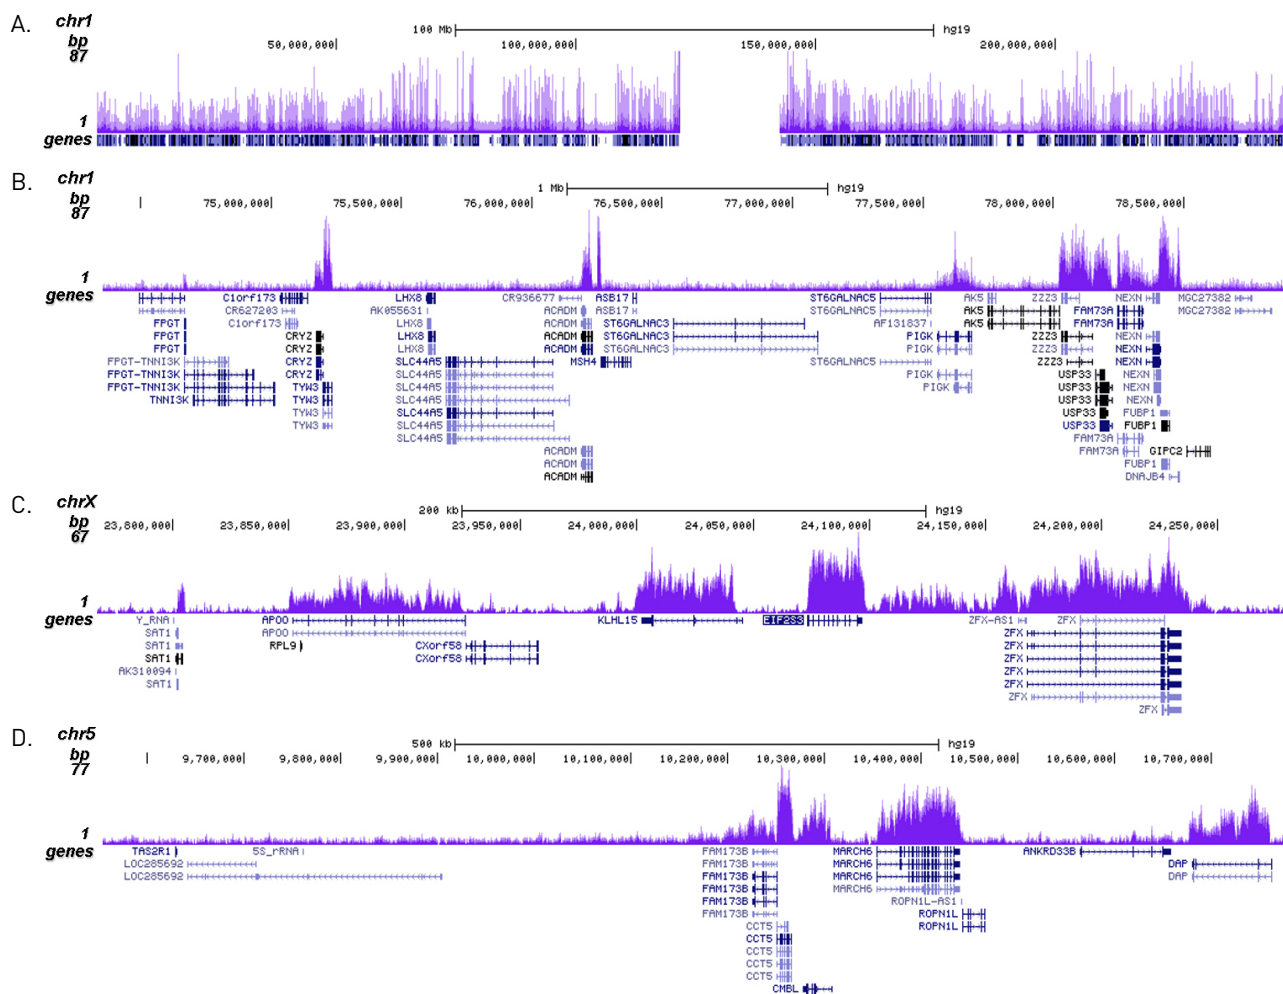 A. chr1 100 Mb hg19
bp 50,000,000 100,000,000 150,000,000 200,000,000
87
1
genes
B. chr1 1 Mb hg19
bp 75,000,000 75,500,000 76,000,000 76,500,000 77,000,000 77,500,000 78,000,000 78,500,000
87
1
genes
C1orf173 LHX8 CR936677 ASB17 ST6GALNAC5 AK5 ZZZ3 NEXN MGC27382
CR627203 AK055631 ACADM ASB17 ST6GALNAC5 AK5 ZZZ3 FAM73A MGC27382
FPGT C1orf173 LHX8 ACADM ST6GALNAC3 AF131837 AK5 ZZZ3 FAM73A
FPGT CRYZ LHX8 ACADM ST6GALNAC3 PIGK ZZZ3 NEXN
FPGT CRYZ LHX8 ACADM ST6GALNAC3 PIGK ZZZ3 NEXN
FPGT-TNNI3K CRYZ SLC44A5 MSH4 ST6GALNAC5 PIGK ZZZ3 NEXN
FPGT-TNNI3K CRYZ SLC44A5 PIGK USP33 NEXN
FPGT-TNNI3K TYW3 SLC44A5 PIGK USP33 NEXN
TNNI3K TYW3 SLC44A5 USP33 NEXN
TYW3 SLC44A5 USP33 FUBP1
TYW3 SLC44A5 USP33 FUBP1
SLC44A5 FAM73A
ACADM FAM73A GIPC2
ACADM FUBP1
ACADM DNAJB4
C. chrX 200 kb hg19
bp 23,800,000 23,850,000 23,900,000 23,950,000 24,000,000 24,050,000 24,100,000 24,150,000 24,200,000 24,250,000
67
1
genes
Y_RNA APOO KLHL15 EIF2S3 ZFX-AS1 ZFX
SAT1 APOO ZFX
SAT1 RPL9 CXorf58 ZFX
SAT1 CXorf58 ZFX
AK310094 ZFX
SAT1 ZFX
ZFX
ZFX
D. chr5 500 kb hg19
bp 9,700,000 9,800,000 9,900,000 10,000,000 10,100,000 10,200,000 10,300,000 10,400,000 10,500,000 10,600,000 10,700,000
77
1
genes
TAS2R1 5S_rRNA FAM173B MARCH6 ANKRD33B
LOC285692 FAM173B MARCH6 DAP
LOC285692 FAM173B MARCH6 DAP
FAM173B MARCH6
FAM173B ROPN1L-AS1
FAM173B ROPN1L
CCT5 ROPN1L
CCT5
CCT5
CCT5
CCT5
CMBL